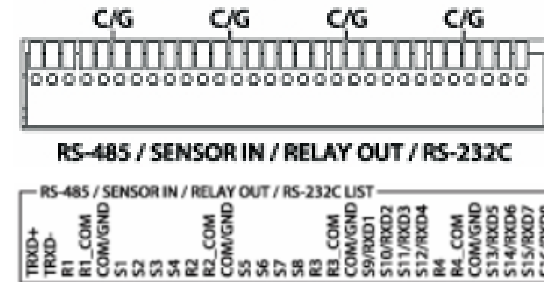 C/G C/G C/G C/G
RS-485 / SENSOR IN / RELAY OUT / RS-232C
RS-485 / SENSOR IN / RELAY OUT / RS-232C LIST
TRXD+
TRXD-
R1
R1_COM
COM/GND
S1
S2
S3
S4
R2
R2_COM
COM/GND
S5
S6
S7
S8
R3
R3_COM
COM/GND
S9/RXD1
S10/RXD2
S11/RXD3
S12/RXD4
R4
R4_COM
COM/GND
S13/RXD5
S14/RXD6
S15/RXD7